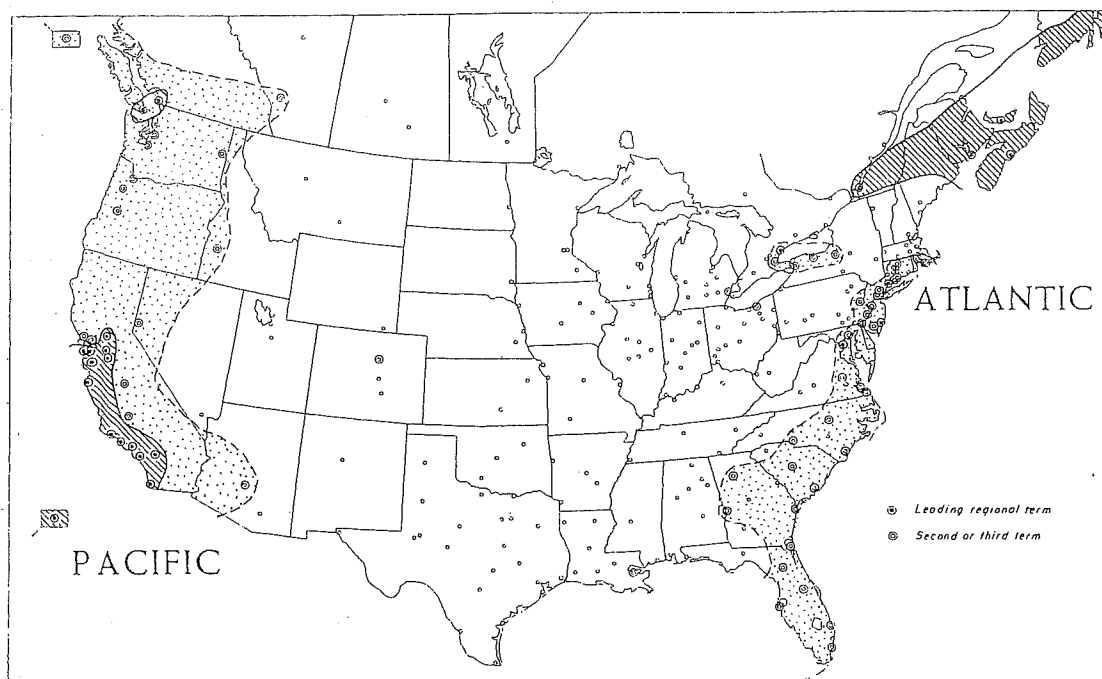 ATLANTIC
Leading regional term
Second or third term
PACIFIC